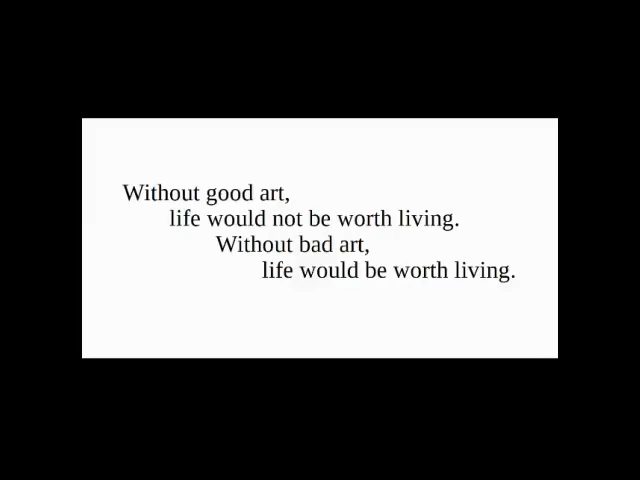 Without good art,
life would not be worth living.
Without bad art,
life would be worth living.